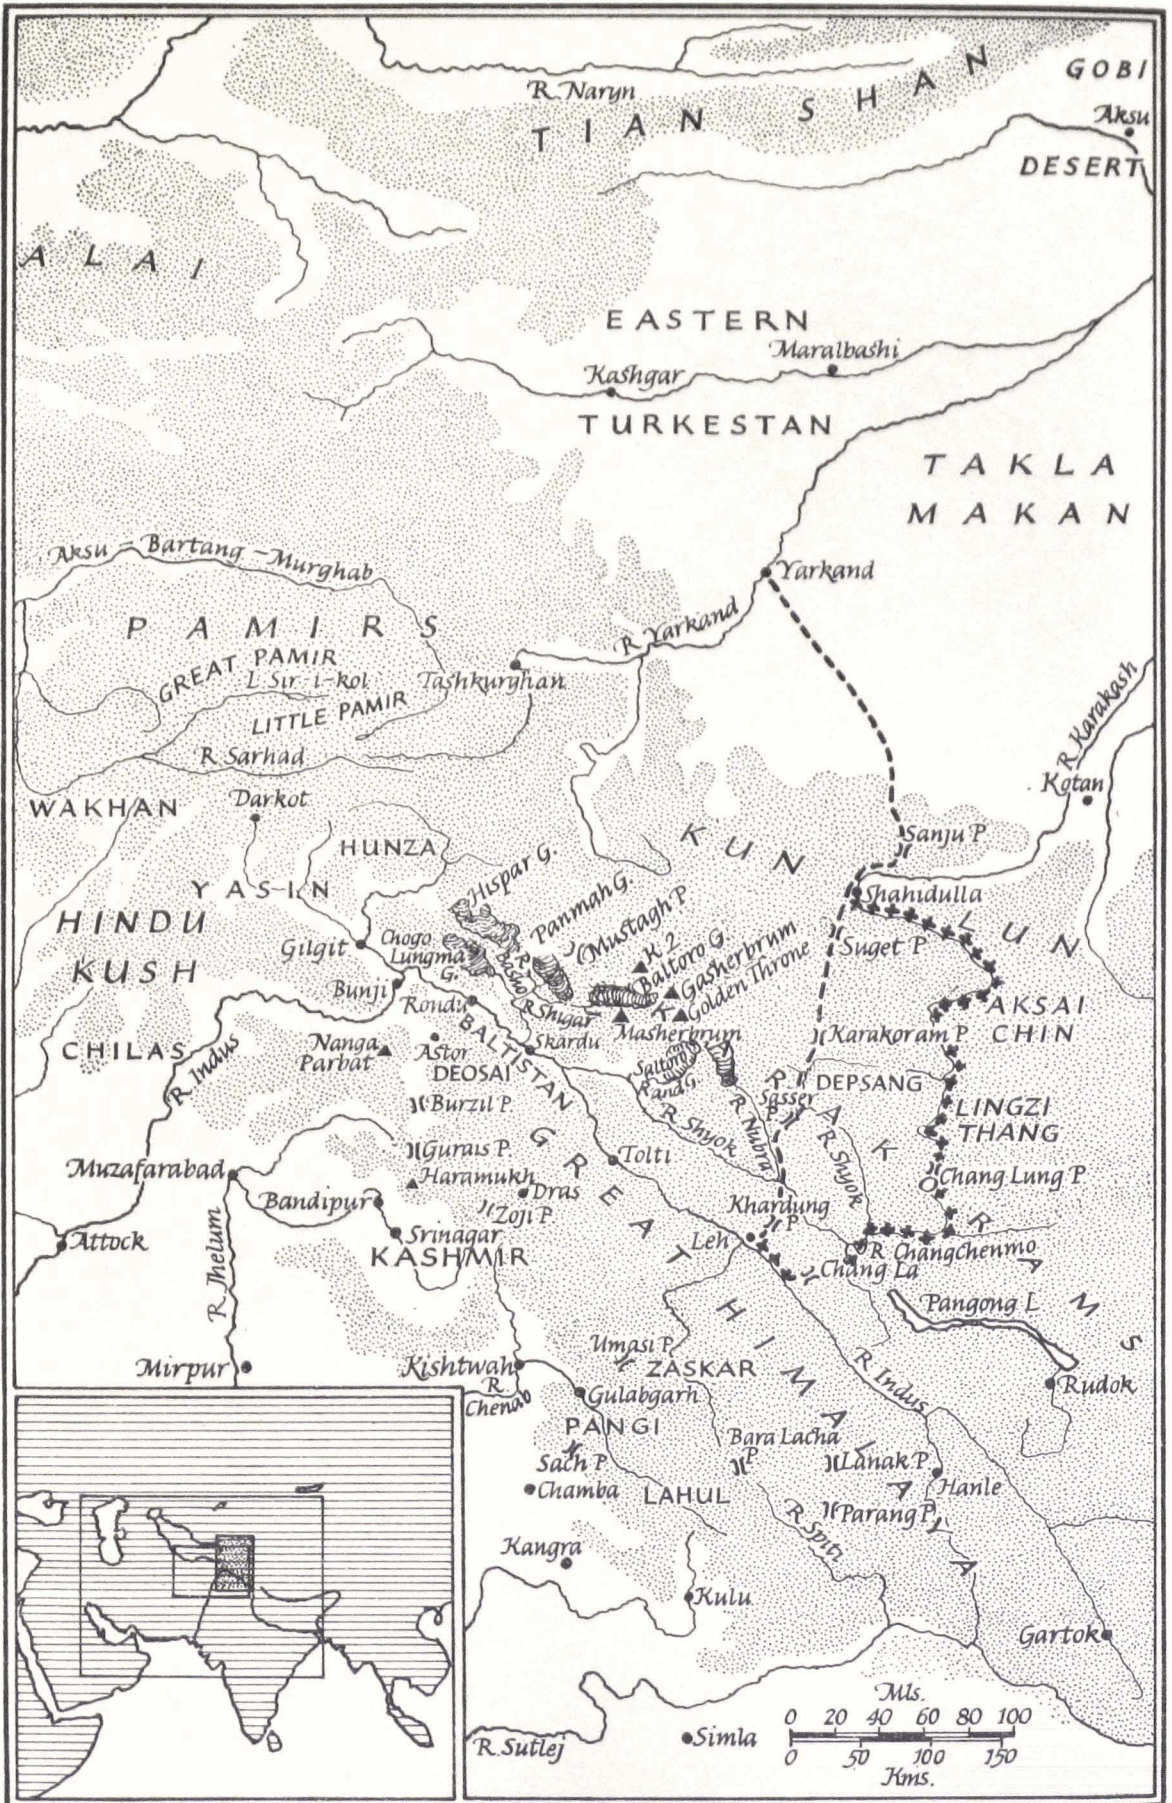 GOBI
R. Naryn
TIAN SHAN
Aksu
DESERT
ALAI
EASTERN
Maralbashi
Kashgar
TURKESTAN
TAKLA
MAKAN
Aksu - Bartang - Murghab
Yarkand
R. Yarkand
PAMIRS
GREAT PAMIR
L. Sir-i-kol
Tashkurghan
LITTLE PAMIR
R. Sarhad
R. Karakash
Kotan
WAKHAN
Darkot
Sanju P
KUN LUN
HUNZA
Hispar G.
YASIN
Panmah G.
Shahidulla
HINDU
KUSH
Mustagh P
Gilgit
Chogo
Lungma
G.
K 2
Suget P
Baltoro G.
Gasherbrum
Golden Throne
R. Basho
Bunji
Rondu
R. Shigar
AKSAI
CHIN
BALTISTAN
Masherbrum
Karakoram P
CHILAS
Nanga
Parbat
Astor
Skardu
R. Indus
DEOSAI
Saltoro
R and G.
DEPSANG
KARAKORAMS
Sasser
P
Burzil P
R. Shyok
R. Nubra
R. Shyok
LINGZI
THANG
Gurais P
Tolti
Muzafarabad
Haramukh
Chang Lung P
Dras
Bandipur
Zoji P
Khardung
P
Srinagar
Attock
KASHMIR
Leh
R Changchenmo
Chang La
GREAT HIMALAYA
R. Jhelum
Pangong L
Umasi P
Mirpur
Kishtwah
ZASKAR
R. Indus
Rudok
R.
Chenab
Gulabgarh
PANGI
Bara Lacha
P
Sach P
Lanak P
Chamba
LAHUL
Hanle
Parang P
R. Spiti
Kangra
Kulu
Gartok
Mls.
0 20 40 60 80 100
0 50 100 150
Kms.
R. Sutlej
Simla